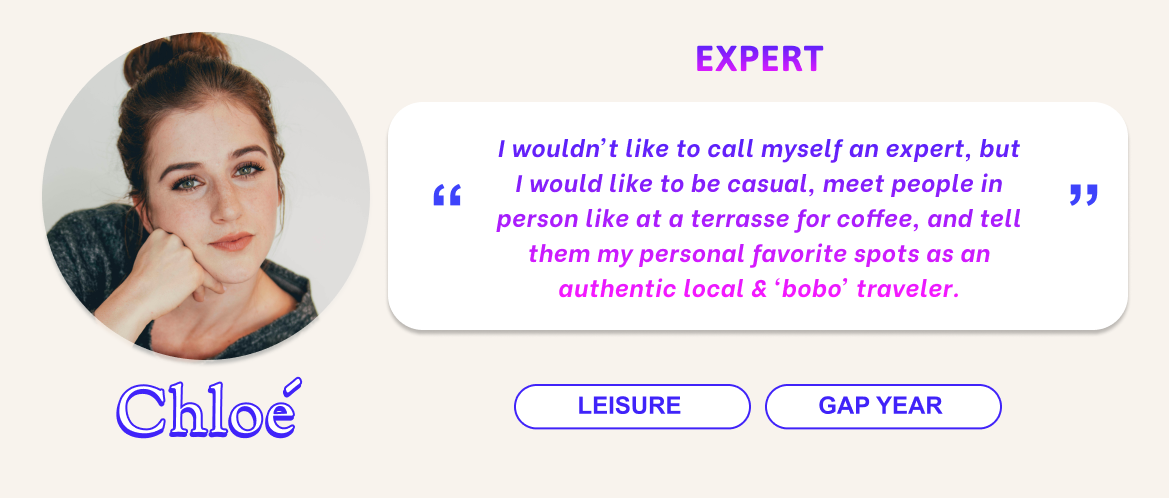 EXPERT
“ I wouldn’t like to call myself an expert, but
I would like to be casual, meet people in
person like at a terrasse for coffee, and tell
them my personal favorite spots as an
authentic local & ‘bobo’ traveler. ”
Chloé
LEISURE
GAP YEAR